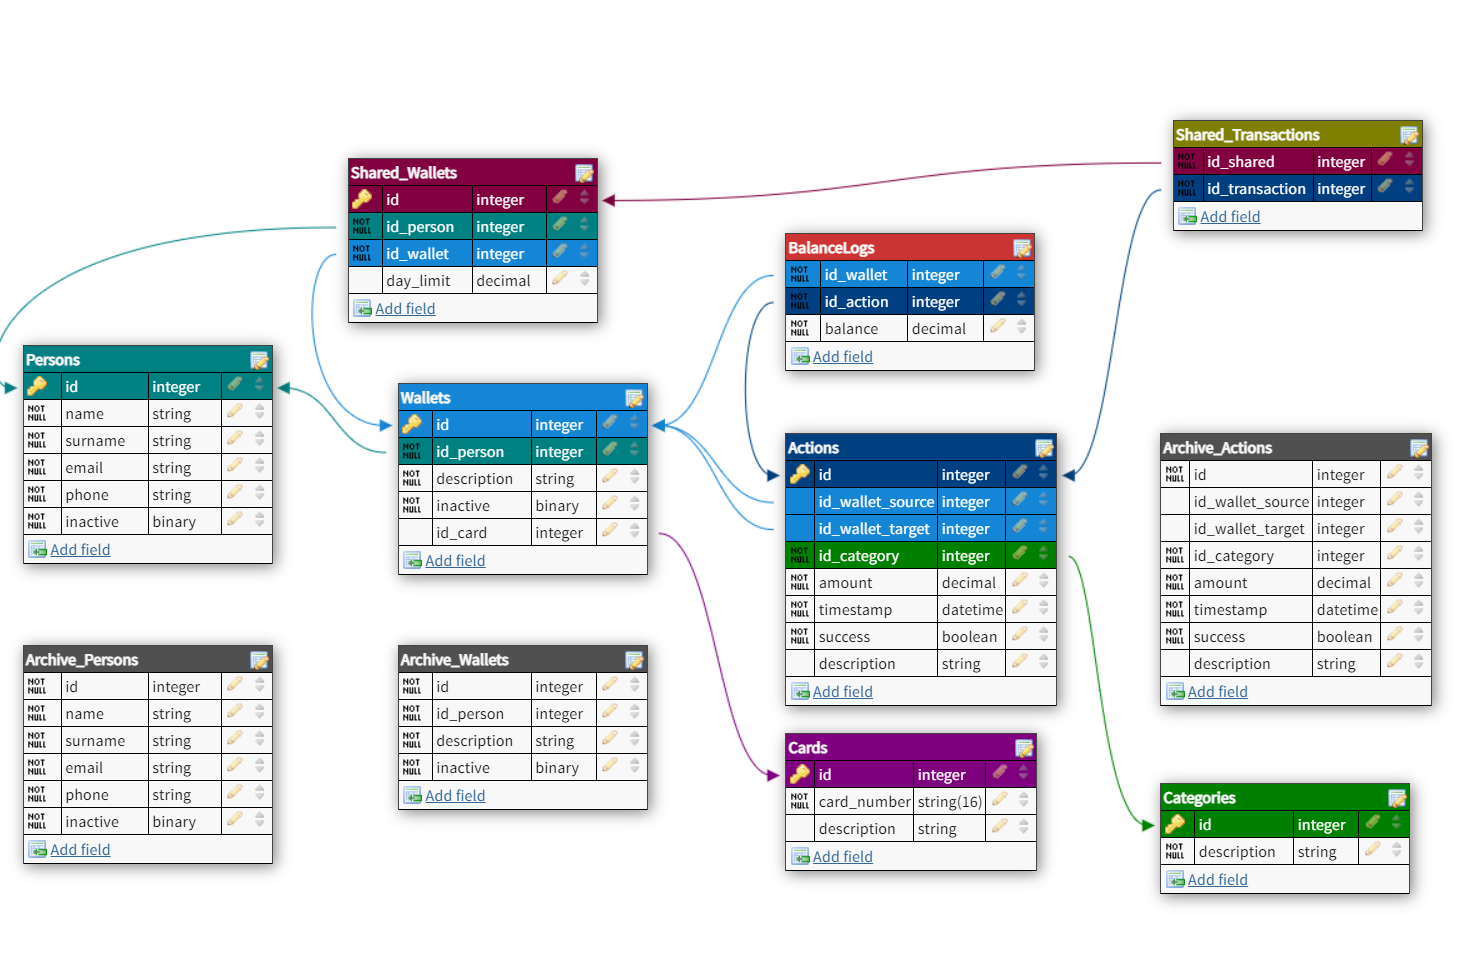 Shared_Transactions
NOT NULL id_shared integer
NOT NULL id_transaction integer
Add field
Shared_Wallets
id integer
NOT NULL id_person integer
NOT NULL id_wallet integer
day_limit decimal
Add field
BalanceLogs
NOT NULL id_wallet integer
NOT NULL id_action integer
NOT NULL balance decimal
Add field
Persons
id integer
NOT NULL name string
NOT NULL surname string
NOT NULL email string
NOT NULL phone string
NOT NULL inactive binary
Add field
Wallets
id integer
NOT NULL id_person integer
NOT NULL description string
NOT NULL inactive binary
id_card integer
Add field
Actions
id integer
id_wallet_source integer
id_wallet_target integer
NOT NULL id_category integer
NOT NULL amount decimal
NOT NULL timestamp datetime
NOT NULL success boolean
description string
Add field
Archive_Actions
NOT NULL id integer
id_wallet_source integer
id_wallet_target integer
NOT NULL id_category integer
NOT NULL amount decimal
NOT NULL timestamp datetime
NOT NULL success boolean
description string
Add field
Archive_Persons
NOT NULL id integer
NOT NULL name string
NOT NULL surname string
NOT NULL email string
NOT NULL phone string
NOT NULL inactive binary
Add field
Archive_Wallets
NOT NULL id integer
NOT NULL id_person integer
NOT NULL description string
NOT NULL inactive binary
Add field
Cards
id integer
NOT NULL card_number string(16)
description string
Add field
Categories
id integer
NOT NULL description string
Add field